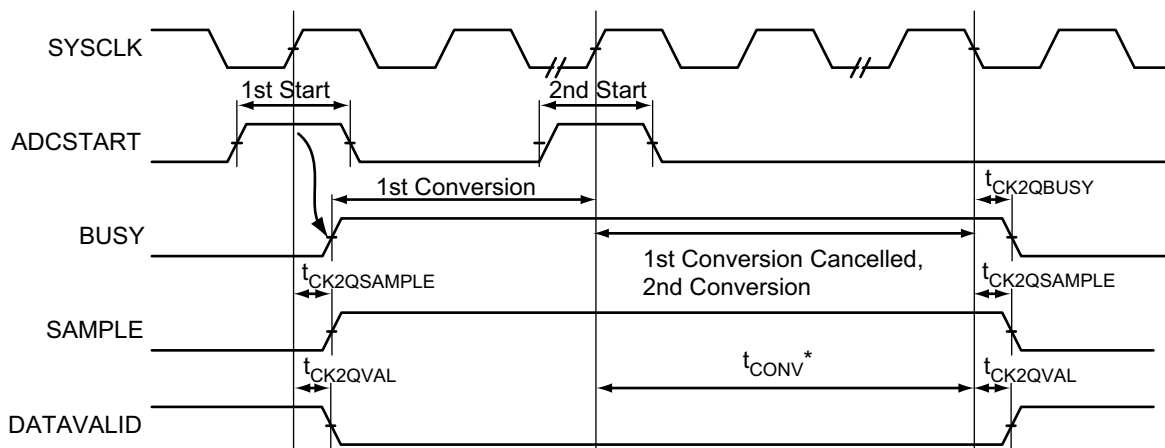 SYSCLK
1st Start
2nd Start
ADCSTART
1st Conversion
tCK2QBUSY
BUSY
1st Conversion Cancelled,
2nd Conversion
tCK2QSAMPLE
tCK2QSAMPLE
SAMPLE
tCK2QVAL
tCONV*
tCK2QVAL
DATAVALID